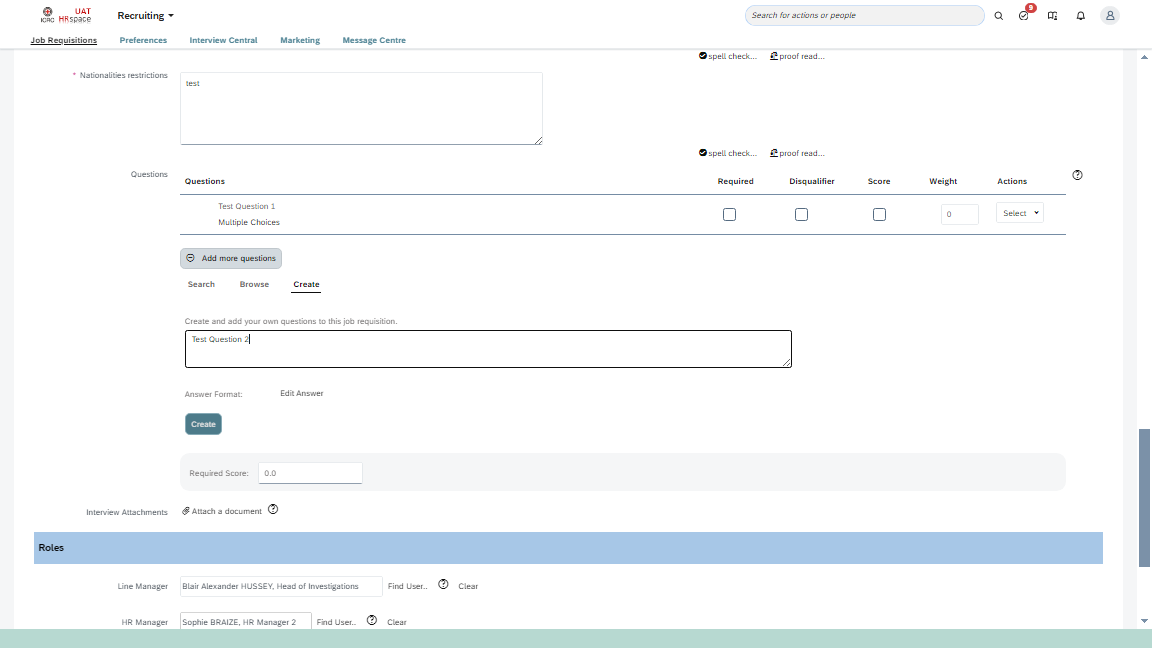 ICRC UAT HRspace
Recruiting
Search for actions or people
9
Job Requisitions Preferences Interview Central Marketing Message Centre
spell check... proof read...
* Nationalities restrictions
test
spell check... proof read...
Questions
Questions Required Disqualifier Score Weight Actions
Test Question 1
Multiple Choices
0
Select
Add more questions
Search Browse Create
Create and add your own questions to this job requisition.
Test Question 2
Answer Format: Edit Answer
Create
Required Score: 0.0
Interview Attachments Attach a document
Roles
Line Manager Blair Alexander HUSSEY, Head of Investigations Find User.. Clear
HR Manager Sophie BRAIZE, HR Manager 2 Find User.. Clear